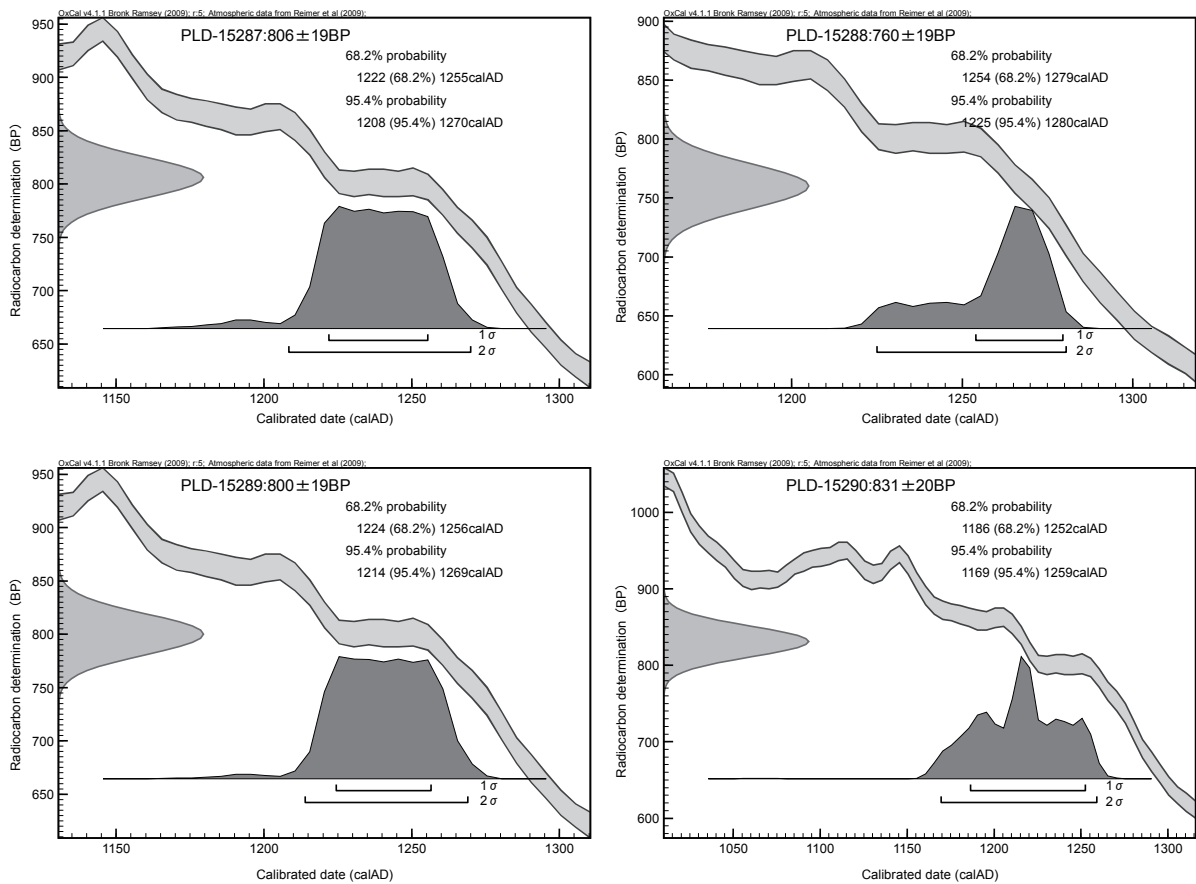 OxCal v4.1.1 Bronk Ramsey (2009); r:5; Atmospheric data from Reimer et al (2009);
PLD-15287:806±19BP
68.2% probability
1222 (68.2%) 1255calAD
95.4% probability
1208 (95.4%) 1270calAD
Radiocarbon determination (BP)
950
900
850
800
750
700
650
1σ
2σ
1150
1200
1250
1300
Calibrated date (calAD)
OxCal v4.1.1 Bronk Ramsey (2009); r:5; Atmospheric data from Reimer et al (2009);
PLD-15288:760±19BP
68.2% probability
1254 (68.2%) 1279calAD
95.4% probability
1225 (95.4%) 1280calAD
Radiocarbon determination (BP)
900
850
800
750
700
650
600
1σ
2σ
1200
1250
1300
Calibrated date (calAD)
OxCal v4.1.1 Bronk Ramsey (2009); r:5; Atmospheric data from Reimer et al (2009);
PLD-15289:800±19BP
68.2% probability
1224 (68.2%) 1256calAD
95.4% probability
1214 (95.4%) 1269calAD
Radiocarbon determination (BP)
950
900
850
800
750
700
650
1σ
2σ
1150
1200
1250
1300
Calibrated date (calAD)
OxCal v4.1.1 Bronk Ramsey (2009); r:5; Atmospheric data from Reimer et al (2009);
PLD-15290:831±20BP
68.2% probability
1186 (68.2%) 1252calAD
95.4% probability
1169 (95.4%) 1259calAD
Radiocarbon determination (BP)
1000
900
800
700
600
1σ
2σ
1050
1100
1150
1200
1250
1300
Calibrated date (calAD)